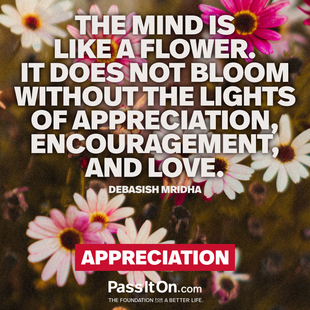 THE MIND IS
LIKE A FLOWER.
IT DOES NOT BLOOM
WITHOUT THE LIGHTS
OF APPRECIATION,
ENCOURAGEMENT,
AND LOVE.
DEBASISH MRIDHA
APPRECIATION
PassItOn.com
THE FOUNDATION FOR A BETTER LIFE.